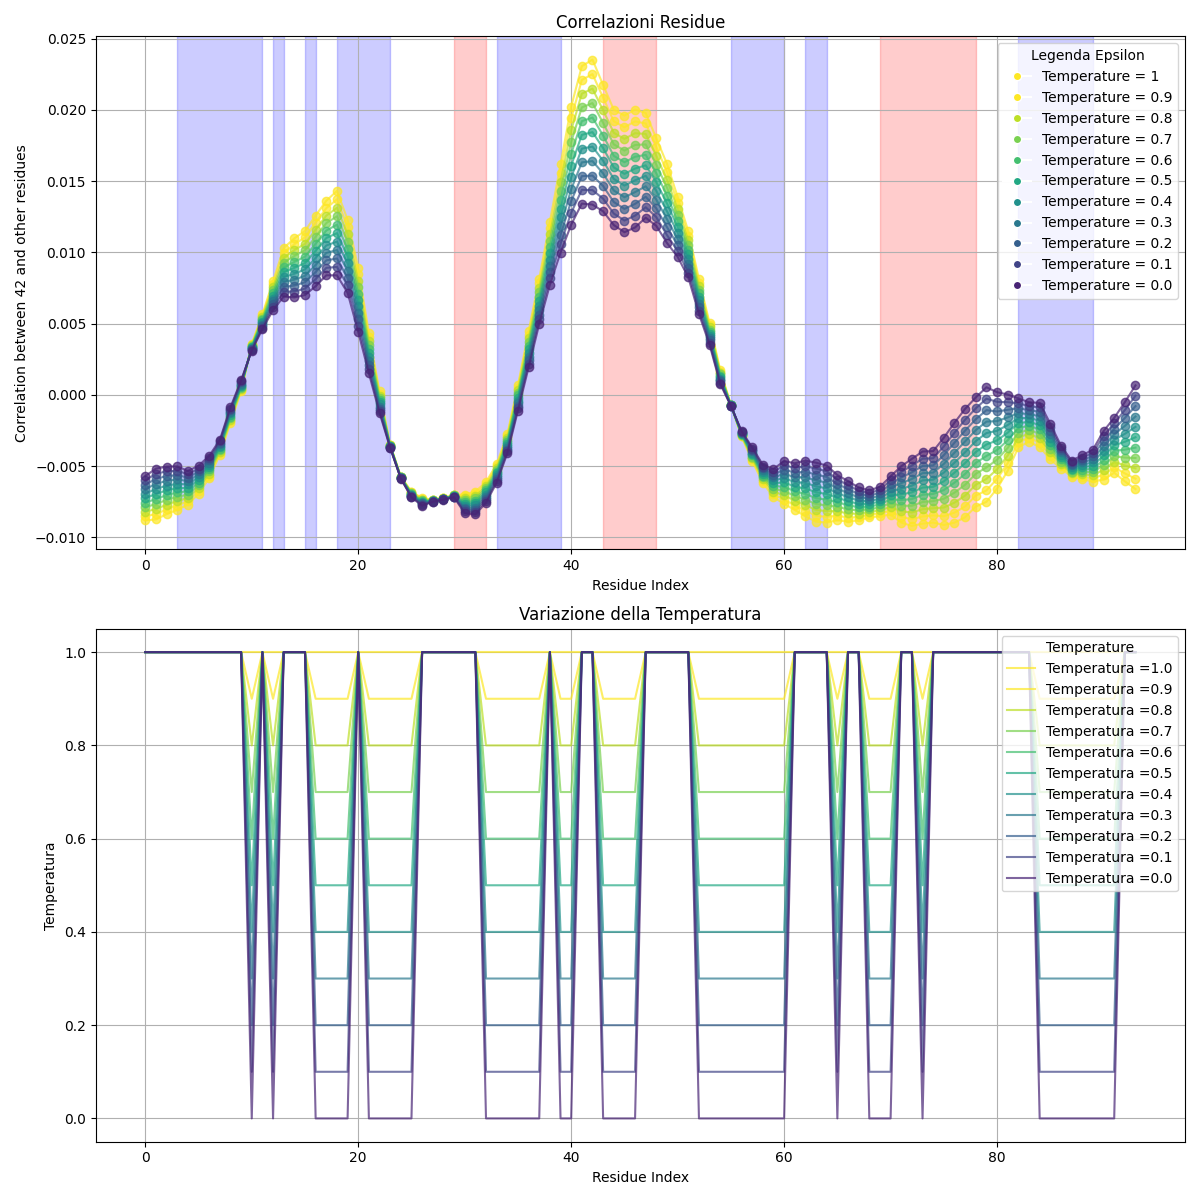 Correlazioni Residue
Correlation between 42 and other residues
0.025
0.020
0.015
0.010
0.005
0.000
−0.005
−0.010
Legenda Epsilon
Temperature = 1
Temperature = 0.9
Temperature = 0.8
Temperature = 0.7
Temperature = 0.6
Temperature = 0.5
Temperature = 0.4
Temperature = 0.3
Temperature = 0.2
Temperature = 0.1
Temperature = 0.0
0 20 40 60 80
Residue Index
Variazione della Temperatura
Temperatura
1.0
0.8
0.6
0.4
0.2
0.0
Temperature
Temperatura =1.0
Temperatura =0.9
Temperatura =0.8
Temperatura =0.7
Temperatura =0.6
Temperatura =0.5
Temperatura =0.4
Temperatura =0.3
Temperatura =0.2
Temperatura =0.1
Temperatura =0.0
0 20 40 60 80
Residue Index